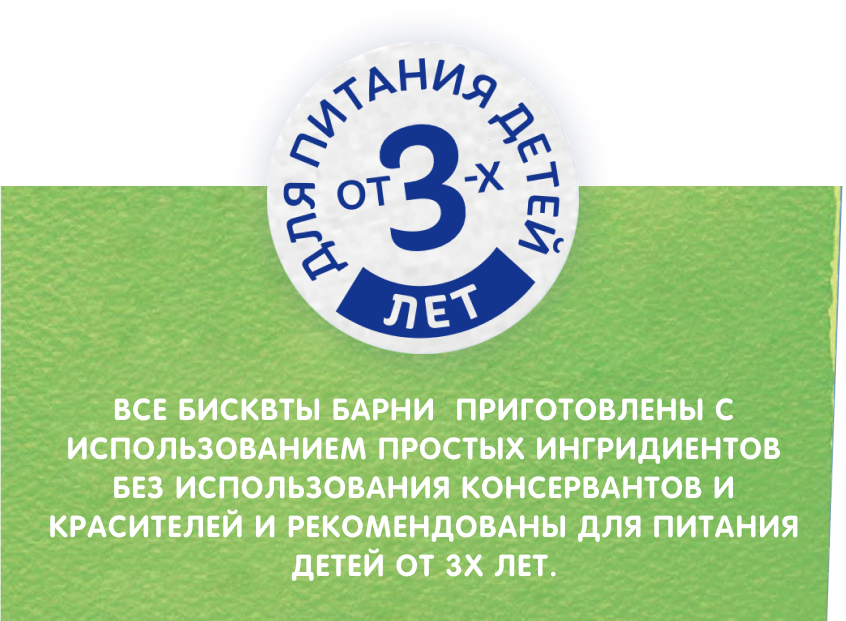 ДЛЯ ПИТАНИЯ ДЕТЕЙ
ОТ 3-Х
ЛЕТ
ВСЕ БИСКВТЫ БАРНИ ПРИГОТОВЛЕНЫ С
ИСПОЛЬЗОВАНИЕМ ПРОСТЫХ ИНГРИДИЕНТОВ
БЕЗ ИСПОЛЬЗОВАНИЯ КОНСЕРВАНТОВ И
КРАСИТЕЛЕЙ И РЕКОМЕНДОВАНЫ ДЛЯ ПИТАНИЯ
ДЕТЕЙ ОТ 3Х ЛЕТ.